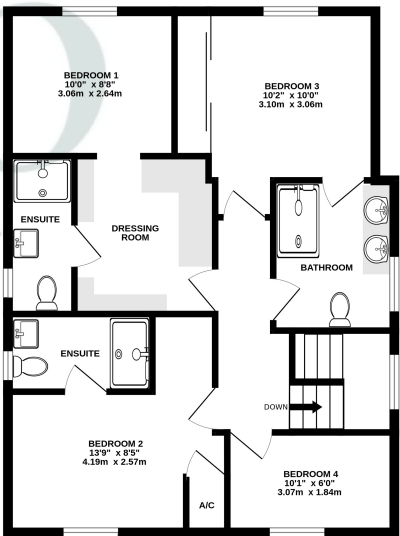 BEDROOM 1
10'0" x 8'8"
3.06m x 2.64m
BEDROOM 3
10'2" x 10'0"
3.10m x 3.06m
ENSUITE
DRESSING
ROOM
BATHROOM
ENSUITE
DOWN
BEDROOM 2
13'9" x 8'5"
4.19m x 2.57m
A/C
BEDROOM 4
10'1" x 6'0"
3.07m x 1.84m